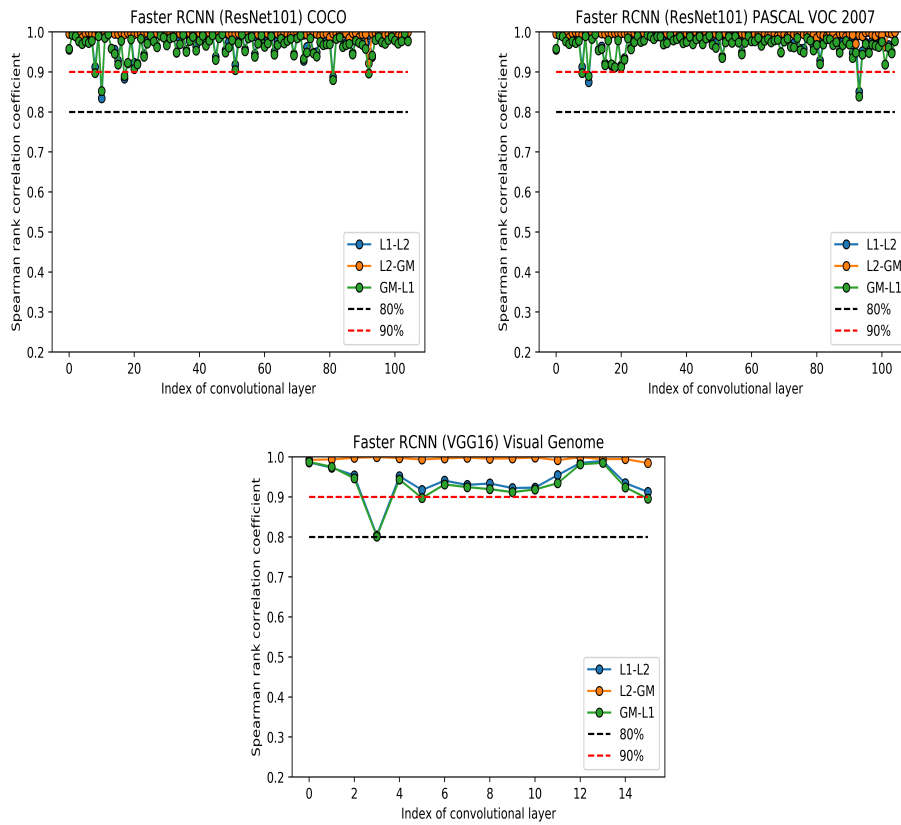 Faster RCNN (ResNet101) COCO
Spearman rank correlation coefficient
1.0
0.9
0.8
0.7
0.6
0.5
0.4
0.3
0.2
L1-L2
L2-GM
GM-L1
80%
90%
0 20 40 60 80 100
Index of convolutional layer
Faster RCNN (ResNet101) PASCAL VOC 2007
Spearman rank correlation coefficient
1.0
0.9
0.8
0.7
0.6
0.5
0.4
0.3
0.2
L1-L2
L2-GM
GM-L1
80%
90%
0 20 40 60 80 100
Index of convolutional layer
Faster RCNN (VGG16) Visual Genome
Spearman rank correlation coefficient
1.0
0.9
0.8
0.7
0.6
0.5
0.4
0.3
0.2
L1-L2
L2-GM
GM-L1
80%
90%
0 2 4 6 8 10 12 14
Index of convolutional layer